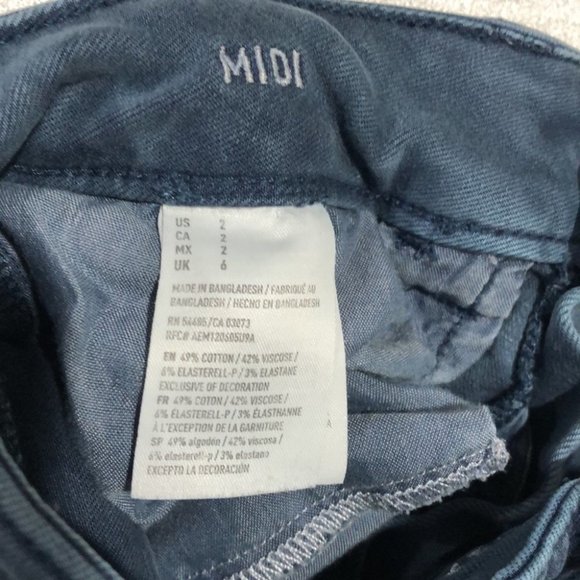 MIDI
US 2
CA 2
MX 2
UK 6
MADE IN BANGLADESH / FABRIQUÉ AU
BANGLADESH / HECHO EN BANGLADESH
RN 54485/CA 03073
RFC# AEM120605U9A
EN 49% COTTON / 42% VISCOSE /
6% ELASTERELL-P / 3% ELASTANE
EXCLUSIVE OF DECORATION
FR 49% COTON / 42% VISCOSE /
6% ELASTERELL-P / 3% ÉLASTHANNE
À L'EXCEPTION DE LA GARNITURE
SP 49% algodón / 42% viscosa /
6% elasterell-p / 3% elastano
EXCEPTO LA DECORACIÓN
A